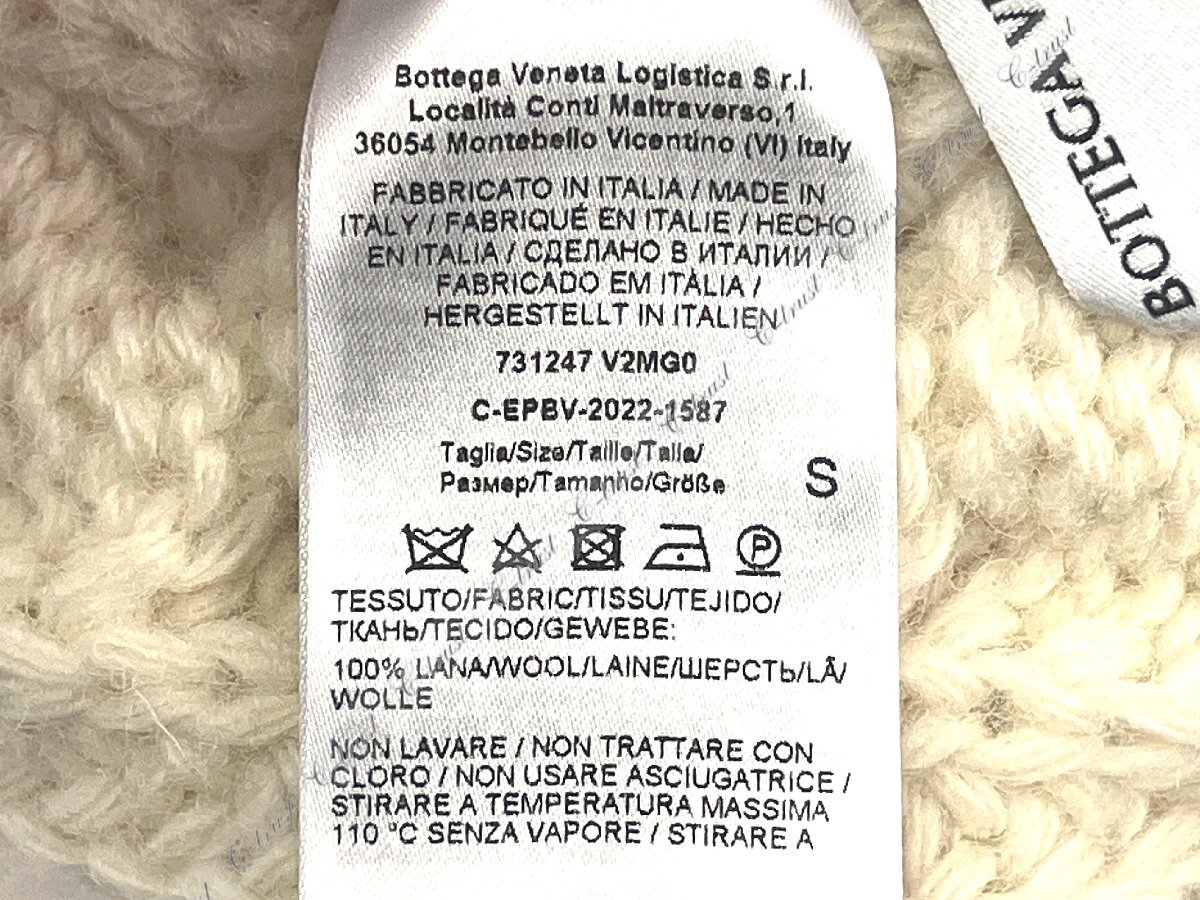 Bottega Veneta Logistica S.r.l.
Località Conti Maltraverso,1
36054 Montebello Vicentino (VI) Italy
FABBRICATO IN ITALIA / MADE IN
ITALY / FABRIQUÉ EN ITALIE / HECHO
EN ITALIA / СДЕЛАНО В ИТАЛИИ /
FABRICADO EM ITÁLIA /
HERGESTELLT IN ITALIEN
731247 V2MG0
C-EPBV-2022-1587
Taglia/Size/Taille/Talla/
Размер/Tamanho/Größe
S
P
TESSUTO/FABRIC/TISSU/TEJIDO/
ТКАНЬ/TECIDO/GEWEBE:
100% LANA/WOOL/LAINE/ШЕРСТЬ/LÃ/
WOLLE
NON LAVARE / NON TRATTARE CON
CLORO / NON USARE ASCIUGATRICE /
STIRARE A TEMPERATURA MASSIMA
110 °C SENZA VAPORE / STIRARE A
BOTTEGA